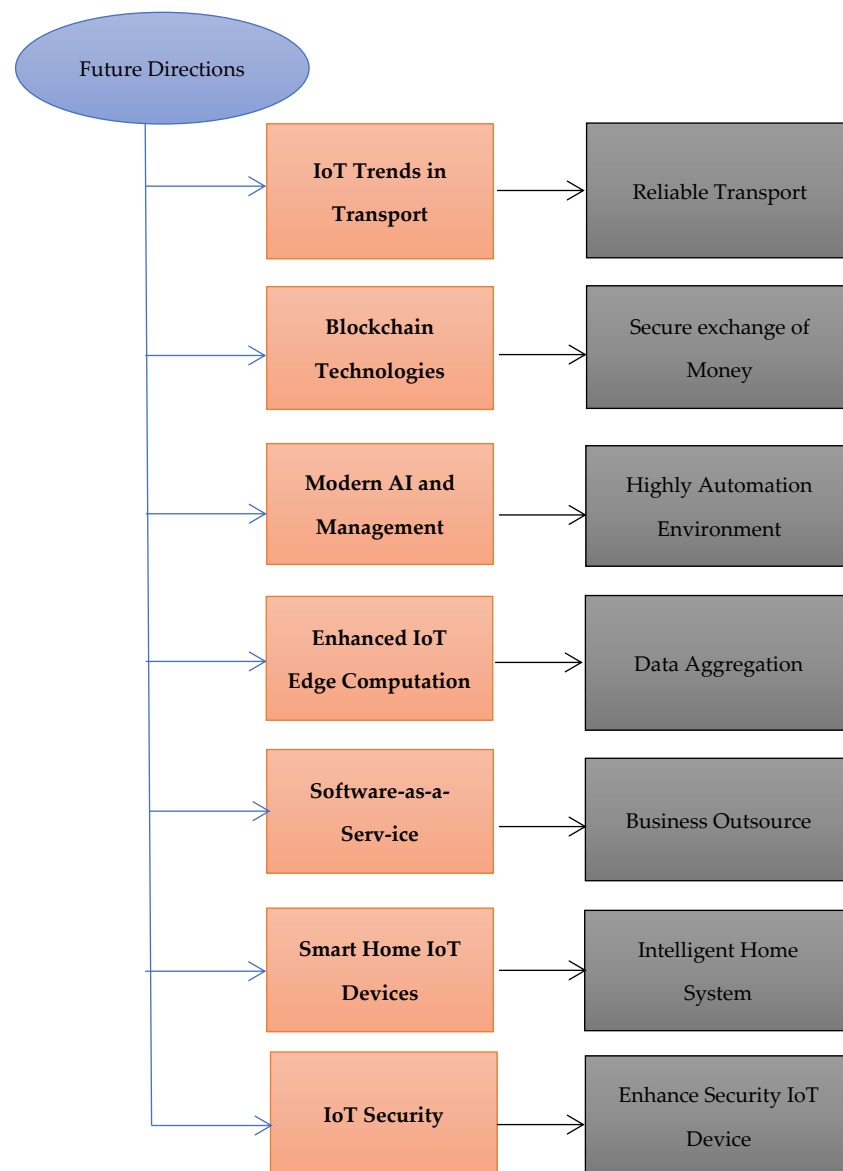 Future Directions
IoT Trends in
Transport
Reliable Transport
Blockchain
Technologies
Secure exchange of
Money
Modern AI and
Management
Highly Automation
Environment
Enhanced IoT
Edge Computation
Data Aggregation
Software-as-a-
Serv-ice
Business Outsource
Smart Home IoT
Devices
Intelligent Home
System
IoT Security
Enhance Security IoT
Device